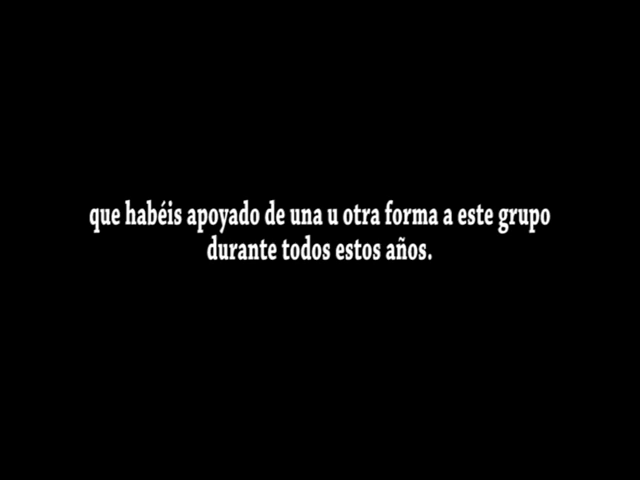 que habéis apoyado de una u otra forma a este grupo
durante todos estos años.